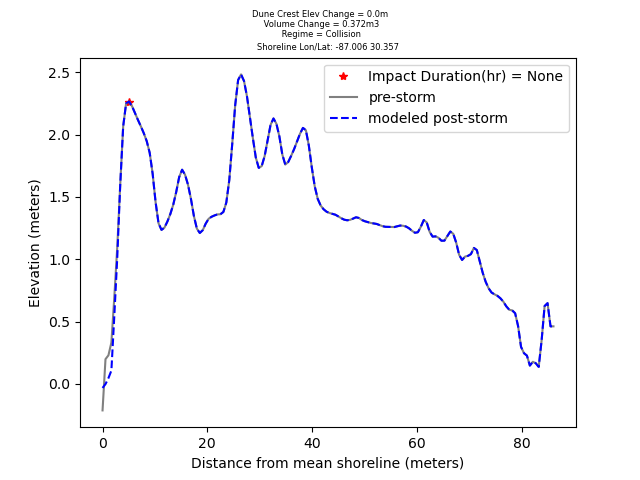 Dune Crest Elev Change = 0.0m
Volume Change = 0.372m3
Regime = Collision
Shoreline Lon/Lat: -87.006 30.357
Impact Duration(hr) = None
pre-storm
modeled post-storm
Elevation (meters)
2.5
2.0
1.5
1.0
0.5
0.0
0 20 40 60 80
Distance from mean shoreline (meters)